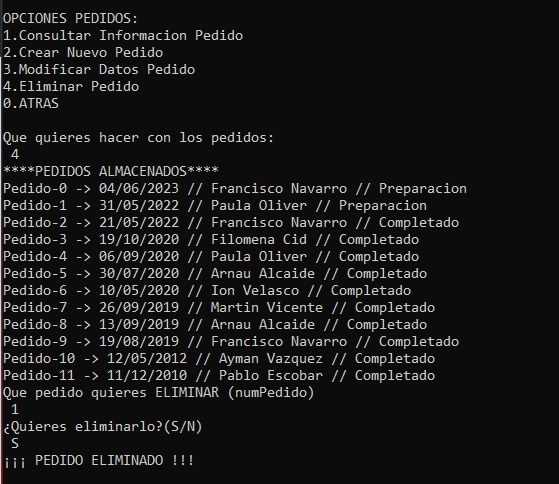 OPCIONES PEDIDOS:
1.Consultar Informacion Pedido
2.Crear Nuevo Pedido
3.Modificar Datos Pedido
4.Eliminar Pedido
0.ATRAS
Que quieres hacer con los pedidos:
4
****PEDIDOS ALMACENADOS****
Pedido-0 -> 04/06/2023 // Francisco Navarro // Preparacion
Pedido-1 -> 31/05/2022 // Paula Oliver // Preparacion
Pedido-2 -> 21/05/2022 // Francisco Navarro // Completado
Pedido-3 -> 19/10/2020 // Filomena Cid // Completado
Pedido-4 -> 06/09/2020 // Paula Oliver // Completado
Pedido-5 -> 30/07/2020 // Arnau Alcaide // Completado
Pedido-6 -> 10/05/2020 // Ion Velasco // Completado
Pedido-7 -> 26/09/2019 // Martin Vicente // Completado
Pedido-8 -> 13/09/2019 // Arnau Alcaide // Completado
Pedido-9 -> 19/08/2019 // Francisco Navarro // Completado
Pedido-10 -> 12/05/2012 // Ayman Vazquez // Completado
Pedido-11 -> 11/12/2010 // Pablo Escobar // Completado
Que pedido quieres ELIMINAR (numPedido)
1
¿Quieres eliminarlo?(S/N)
S
¡¡¡ PEDIDO ELIMINADO !!!